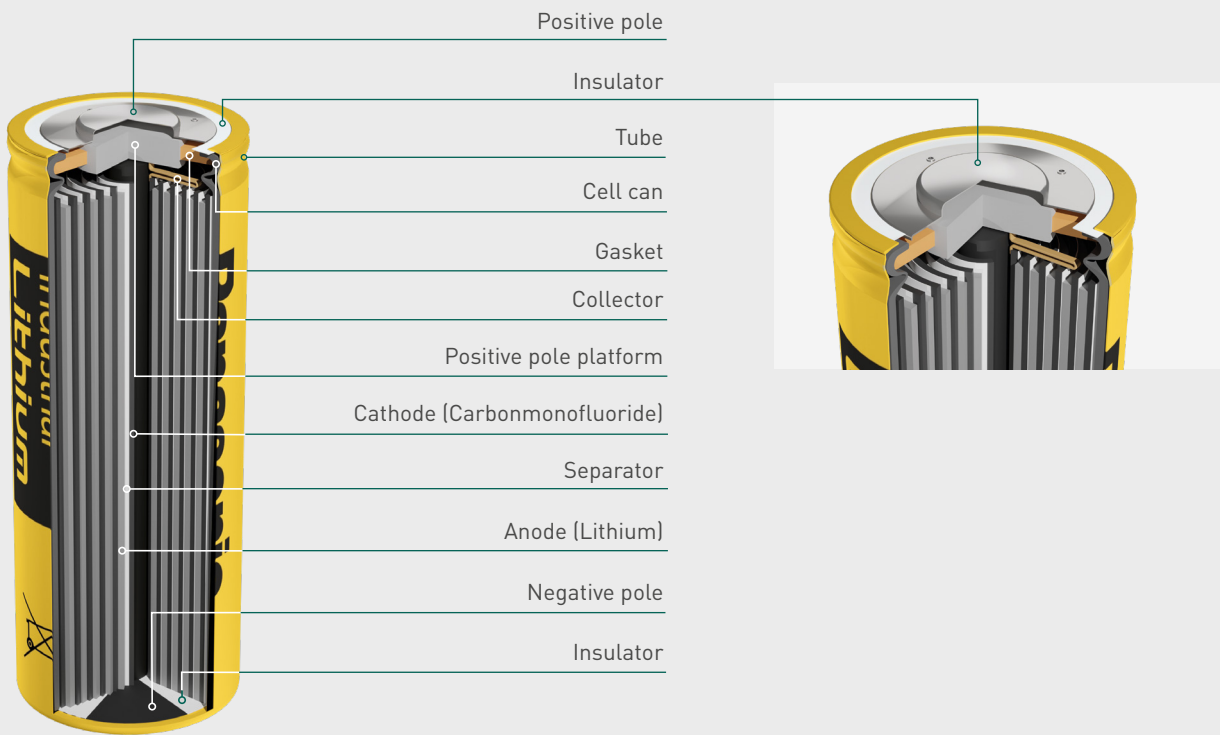 Positive pole
Insulator
Tube
Cell can
Gasket
Collector
Positive pole platform
Cathode (Carbonmonofluoride)
Separator
Anode (Lithium)
Negative pole
Insulator
Lithium